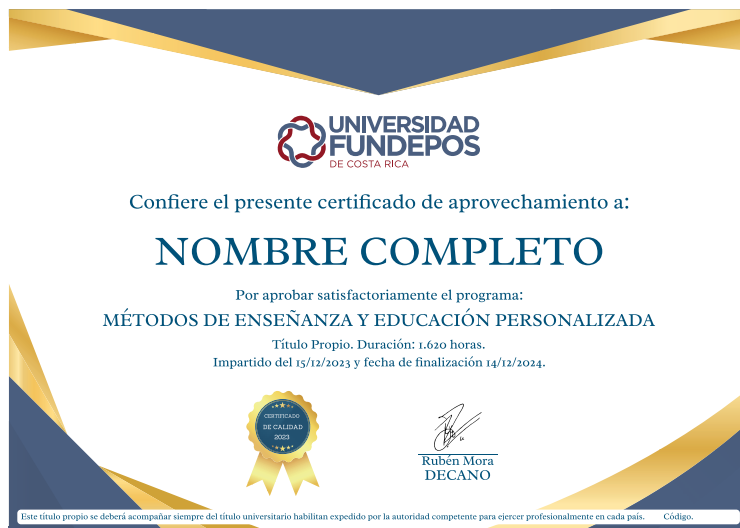 UNIVERSIDAD
FUNDEPOS
DE COSTA RICA
Confiere el presente certificado de aprovechamiento a:
NOMBRE COMPLETO
Por aprobar satisfactoriamente el programa:
MÉTODOS DE ENSEÑANZA Y EDUCACIÓN PERSONALIZADA
Título Propio. Duración: 1.620 horas.
Impartido del 15/12/2023 y fecha de finalización 14/12/2024.
CERTIFICADO
DE CALIDAD
2023
Rubén Mora
DECANO
Este título propio se deberá acompañar siempre del título universitario habilitan expedido por la autoridad competente para ejercer profesionalmente en cada país. Código.